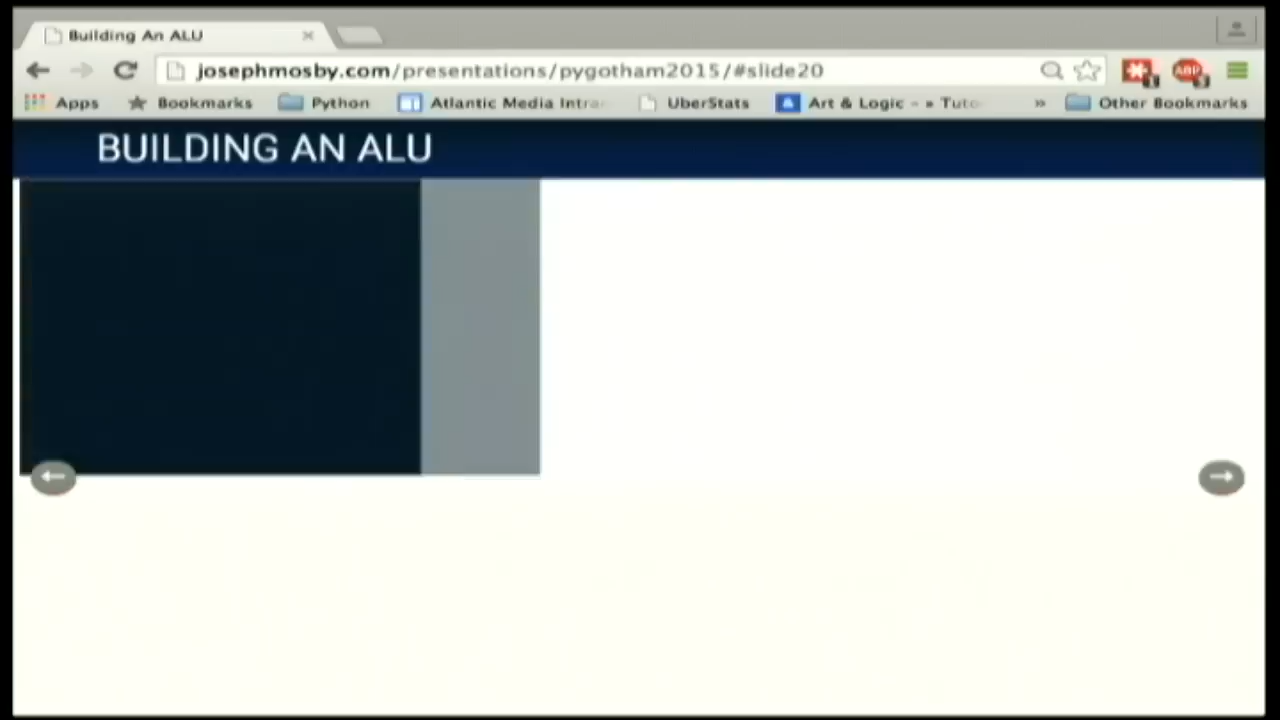 Building An ALU
josephmosby.com/presentations/pygotham2015/#slide20
Apps Bookmarks Python Atlantic Media Intra UberStats Art & Logic - » Tuto » Other Bookmarks
BUILDING AN ALU